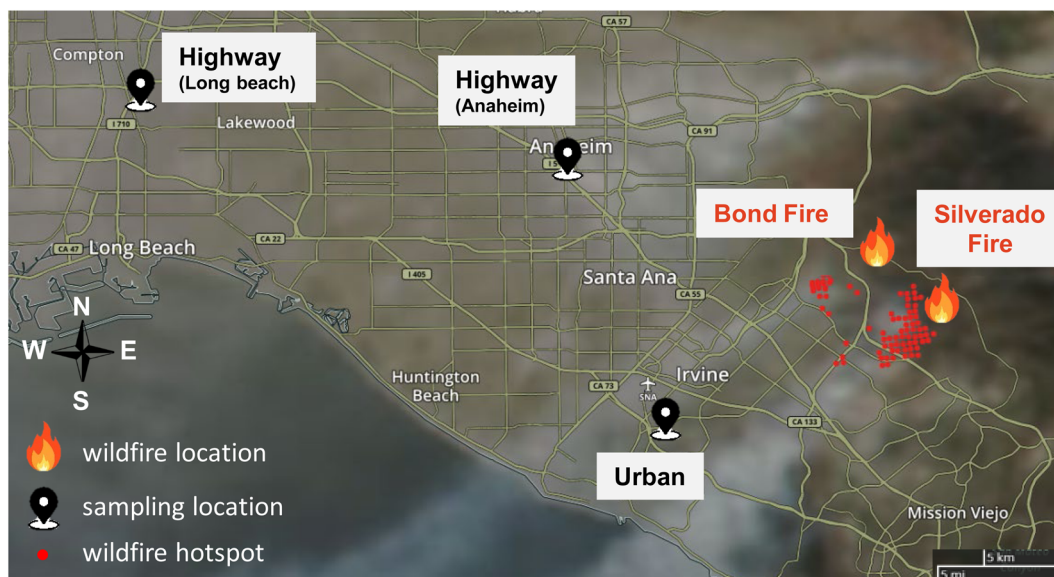 CA 57
Compton
Highway
(Long beach)
Highway
(Anaheim)
I 710
Lakewood
CA 91
Anaheim
I 5
Bond Fire
Silverado
Fire
CA 47
Long Beach
CA 22
I 405
Santa Ana
CA 55
N
W
E
S
Huntington
Beach
CA 73
SNA
Irvine
CA 133
Urban
wildfire location
sampling location
wildfire hotspot
Mission Viejo
5 km
5 mi